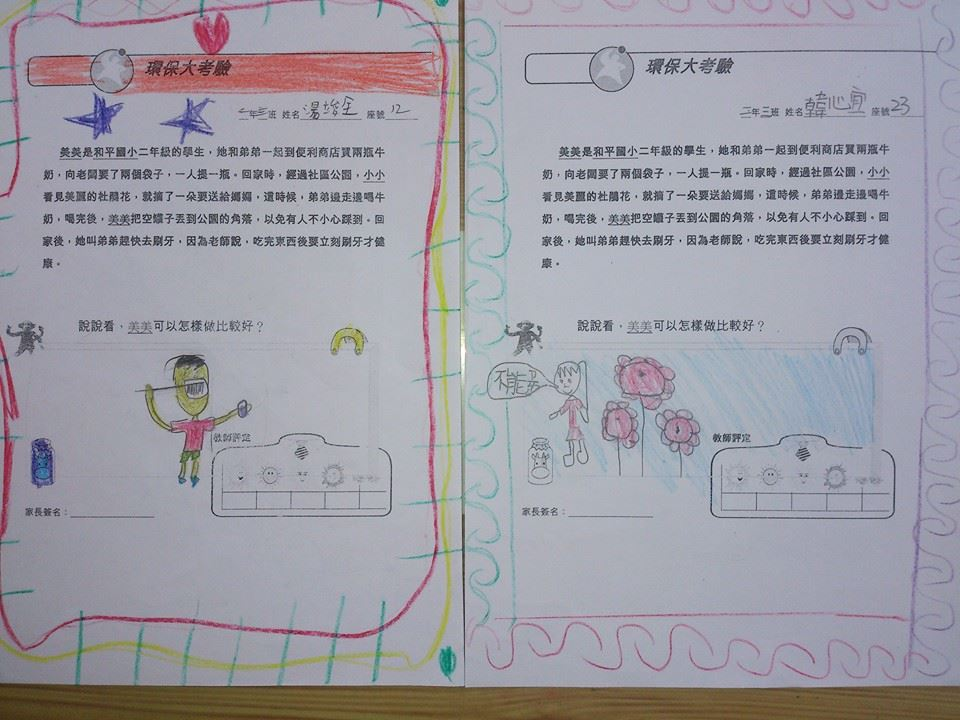 環保大考驗
年三班 姓名 湯竣 座號 12
美美是和平國小二年級的學生，她和弟弟一起到便利商店買兩瓶牛
奶，向老闆要了兩個袋子，一人提一瓶。回家時，經過社區公園，小小
看見美麗的杜鵑花，就摘了一朵要送給媽媽，這時候，弟弟邊走邊喝牛
奶，喝完後，美美把空罐子丟到公園的角落，以免有人不小心踩到。回
家後，她叫弟弟趕快去刷牙，因為老師說，吃完東西後要立刻刷牙才健
康。
說說看，美美可以怎樣做比較好？
教師評定
家長簽名：
環保大考驗
三年三班 姓名 韓心宜 座號 23
美美是和平國小二年級的學生，她和弟弟一起到便利商店買兩瓶牛
奶，向老闆要了兩個袋子，一人提一瓶。回家時，經過社區公園，小小
看見美麗的杜鵑花，就摘了一朵要送給媽媽，這時候，弟弟邊走邊喝牛
奶，喝完後，美美把空罐子丟到公園的角落，以免有人不小心踩到。回
家後，她叫弟弟趕快去刷牙，因為老師說，吃完東西後要立刻刷牙才健
康。
說說看，美美可以怎樣做比較好？
不能
教師評定
家長簽名：